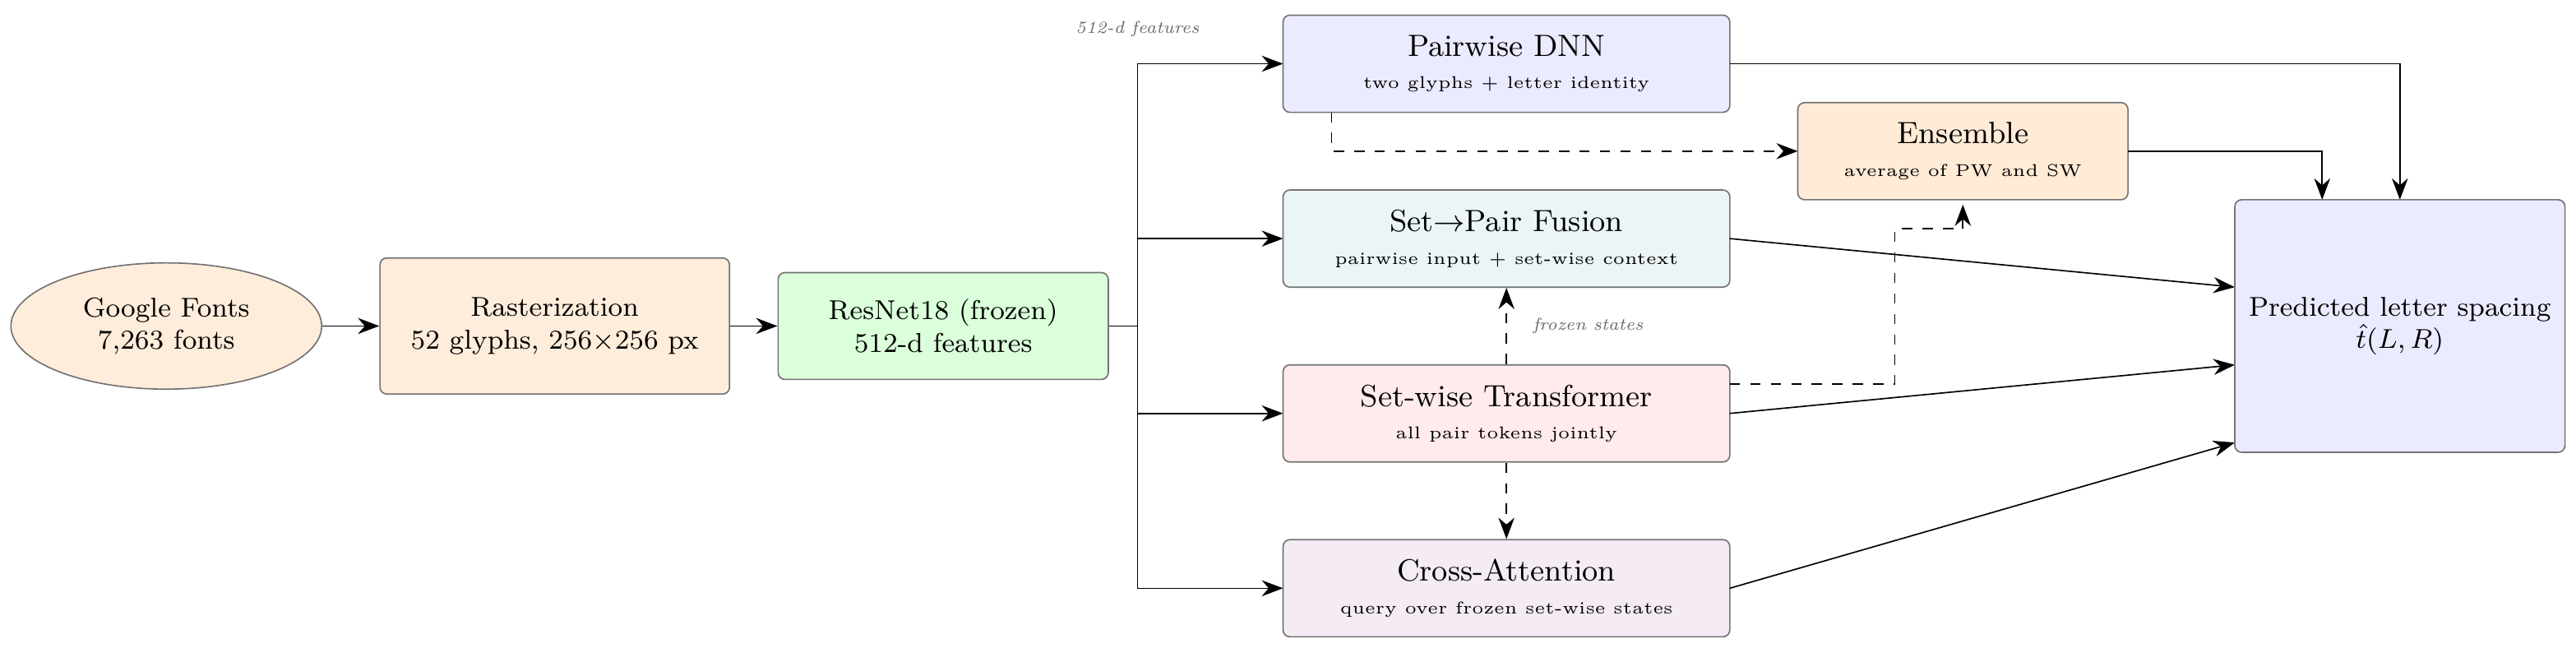 Google Fonts
7,263 fonts
Rasterization
52 glyphs, 256×256 px
ResNet18 (frozen)
512-d features
512-d features
Pairwise DNN
two glyphs + letter identity
Ensemble
average of PW and SW
Set→Pair Fusion
pairwise input + set-wise context
frozen states
Set-wise Transformer
all pair tokens jointly
Cross-Attention
query over frozen set-wise states
Predicted letter spacing
t̂(L, R)